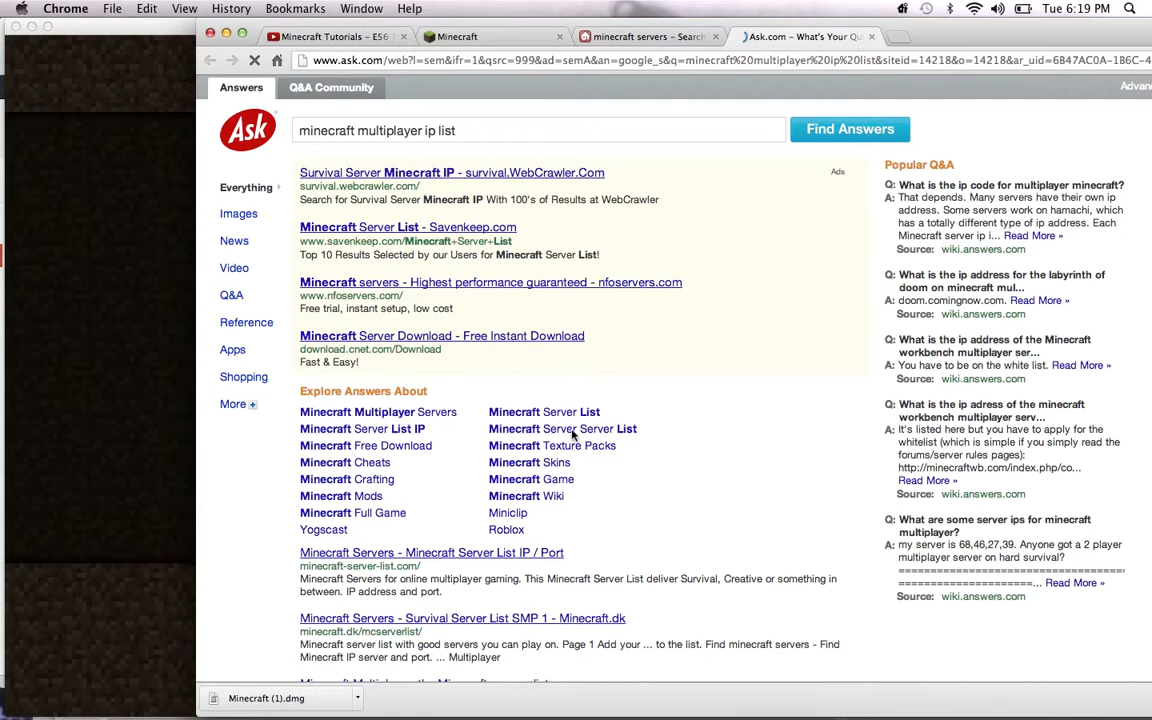 Chrome File Edit View History Bookmarks Window Help Tue 6:19 PM
Minecraft Tutorials – E56 T Minecraft minecraft servers – Search Ask.com – What's Your Qu
www.ask.com/web?l=sem&ifr=1&qsrc=999&ad=semA&an=google_s&q=minecraft%20multiplayer%20ip%20list&siteid=14218&o=14218&ar_uid=6B47AC0A-1B6C-4
Answers Q&A Community Advan
Ask minecraft multiplayer ip list Find Answers
Everything
Images
News
Video
Q&A
Reference
Apps
Shopping
More
Ads
Survival Server Minecraft IP - survival.WebCrawler.Com
survival.webcrawler.com/
Search for Survival Server Minecraft IP With 100's of Results at WebCrawler
Minecraft Server List - Savenkeep.com
www.savenkeep.com/Minecraft+Server+List
Top 10 Results Selected by our Users for Minecraft Server List!
Minecraft servers - Highest performance guaranteed - nfoservers.com
www.nfoservers.com/
Free trial, instant setup, low cost
Minecraft Server Download - Free Instant Download
download.cnet.com/Download
Fast & Easy!
Explore Answers About
Minecraft Multiplayer Servers Minecraft Server List
Minecraft Server List IP Minecraft Server Server List
Minecraft Free Download Minecraft Texture Packs
Minecraft Cheats Minecraft Skins
Minecraft Crafting Minecraft Game
Minecraft Mods Minecraft Wiki
Minecraft Full Game Miniclip
Yogscast Roblox
Minecraft Servers - Minecraft Server List IP / Port
minecraft-server-list.com/
Minecraft Servers for online multiplayer gaming. This Minecraft Server List deliver Survival, Creative or something in
between. IP address and port.
Minecraft Servers - Survival Server List SMP 1 - Minecraft.dk
minecraft.dk/mcserverlist/
Minecraft server list with good servers you can play on. Page 1 Add your ... to the list. Find minecraft servers - Find
Minecraft IP server and port. ... Multiplayer
Popular Q&A
Q: What is the ip code for multiplayer minecraft?
A: That depends. Many servers have their own ip
address. Some servers work on hamachi, which
has a totally different type of ip address. Each
Minecraft server ip i... Read More »
Source: wiki.answers.com
Q: What is the ip address for the labyrinth of
doom on minecraft mul...
A: doom.comingnow.com. Read More »
Source: wiki.answers.com
Q: What is the ip address of the Minecraft
workbench multiplayer ser...
A: You have to be on the white list. Read More »
Source: wiki.answers.com
Q: What is the ip adress of the minecraft
workbench multiplayer serv...
A: It's listed here but you have to apply for the
whitelist (which is simple if you simply read the
forums/server rules pages):
http://minecraftwb.com/index.php/co...
Read More »
Source: wiki.answers.com
Q: What are some server ips for minecraft
multiplayer?
A: my server is 68,46,27,39. Anyone got a 2 player
multiplayer server on hard survival?
====================================
=====================... Read More »
Source: wiki.answers.com
Minecraft (1).dmg